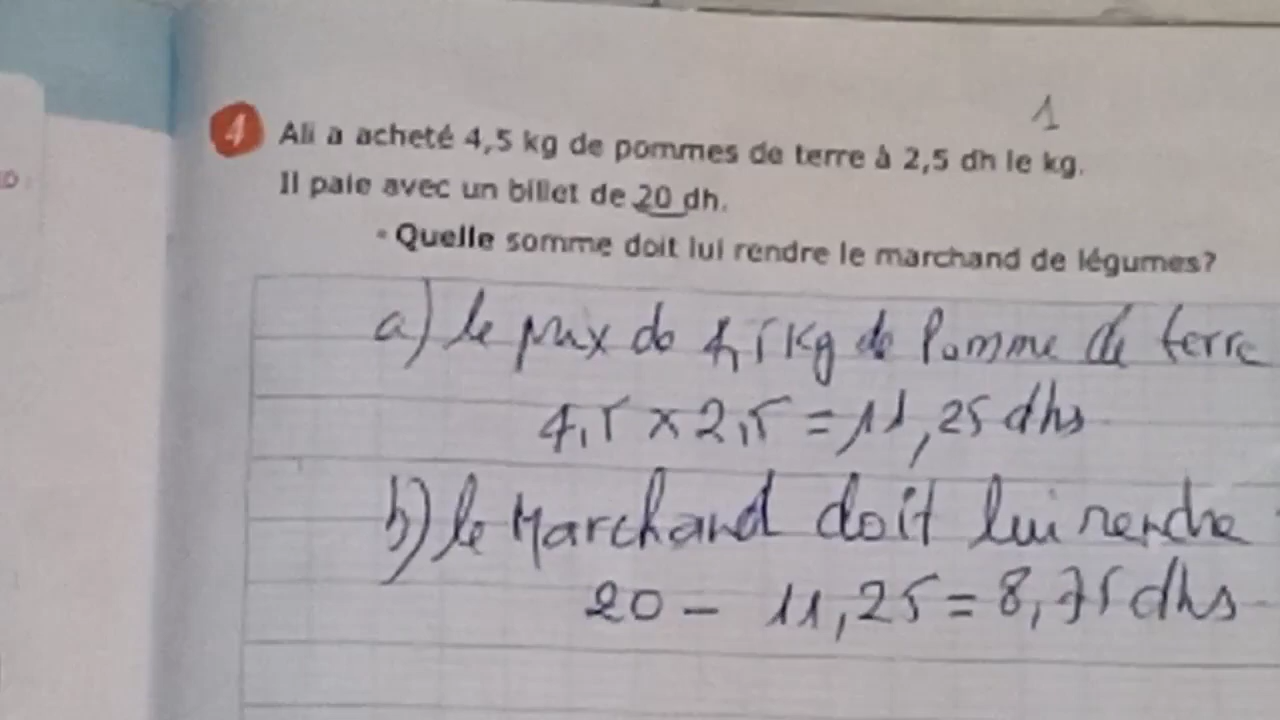 1
4 Ali a acheté 4,5 kg de pommes de terre à 2,5 dh le kg.
Il paie avec un billet de 20 dh.
- Quelle somme doit lui rendre le marchand de légumes?
a) le prix de 4,5 Kg de Pomme de terre
4,5 x 2,5 = 11,25 dhs
b) le Marchand doit lui rendre
20 - 11,25 = 8,75 dhs